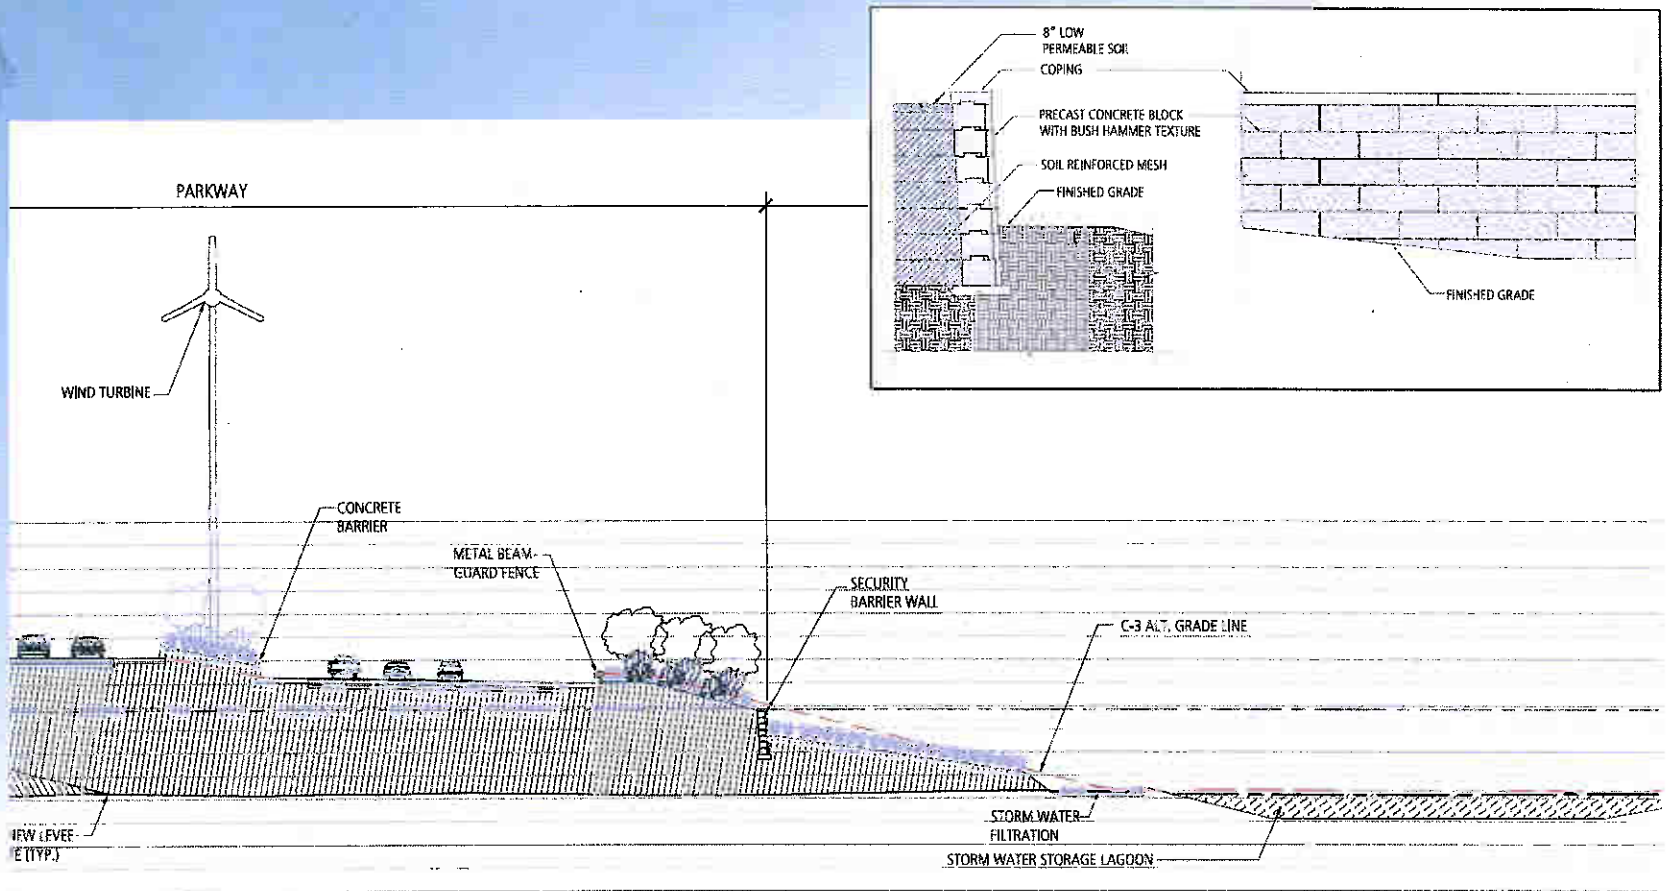 8" LOW
PERMEABLE SOIL
COPING
PRECAST CONCRETE BLOCK
WITH BUSH HAMMER TEXTURE
SOIL REINFORCED MESH
FINISHED GRADE
FINISHED GRADE
PARKWAY
WIND TURBINE
CONCRETE
BARRIER
METAL BEAM
GUARD FENCE
SECURITY
BARRIER WALL
C-3 ALT. GRADE LINE
STORM WATER
FILTRATION
STORM WATER STORAGE LAGOON
LEVEE
E (TYP.)